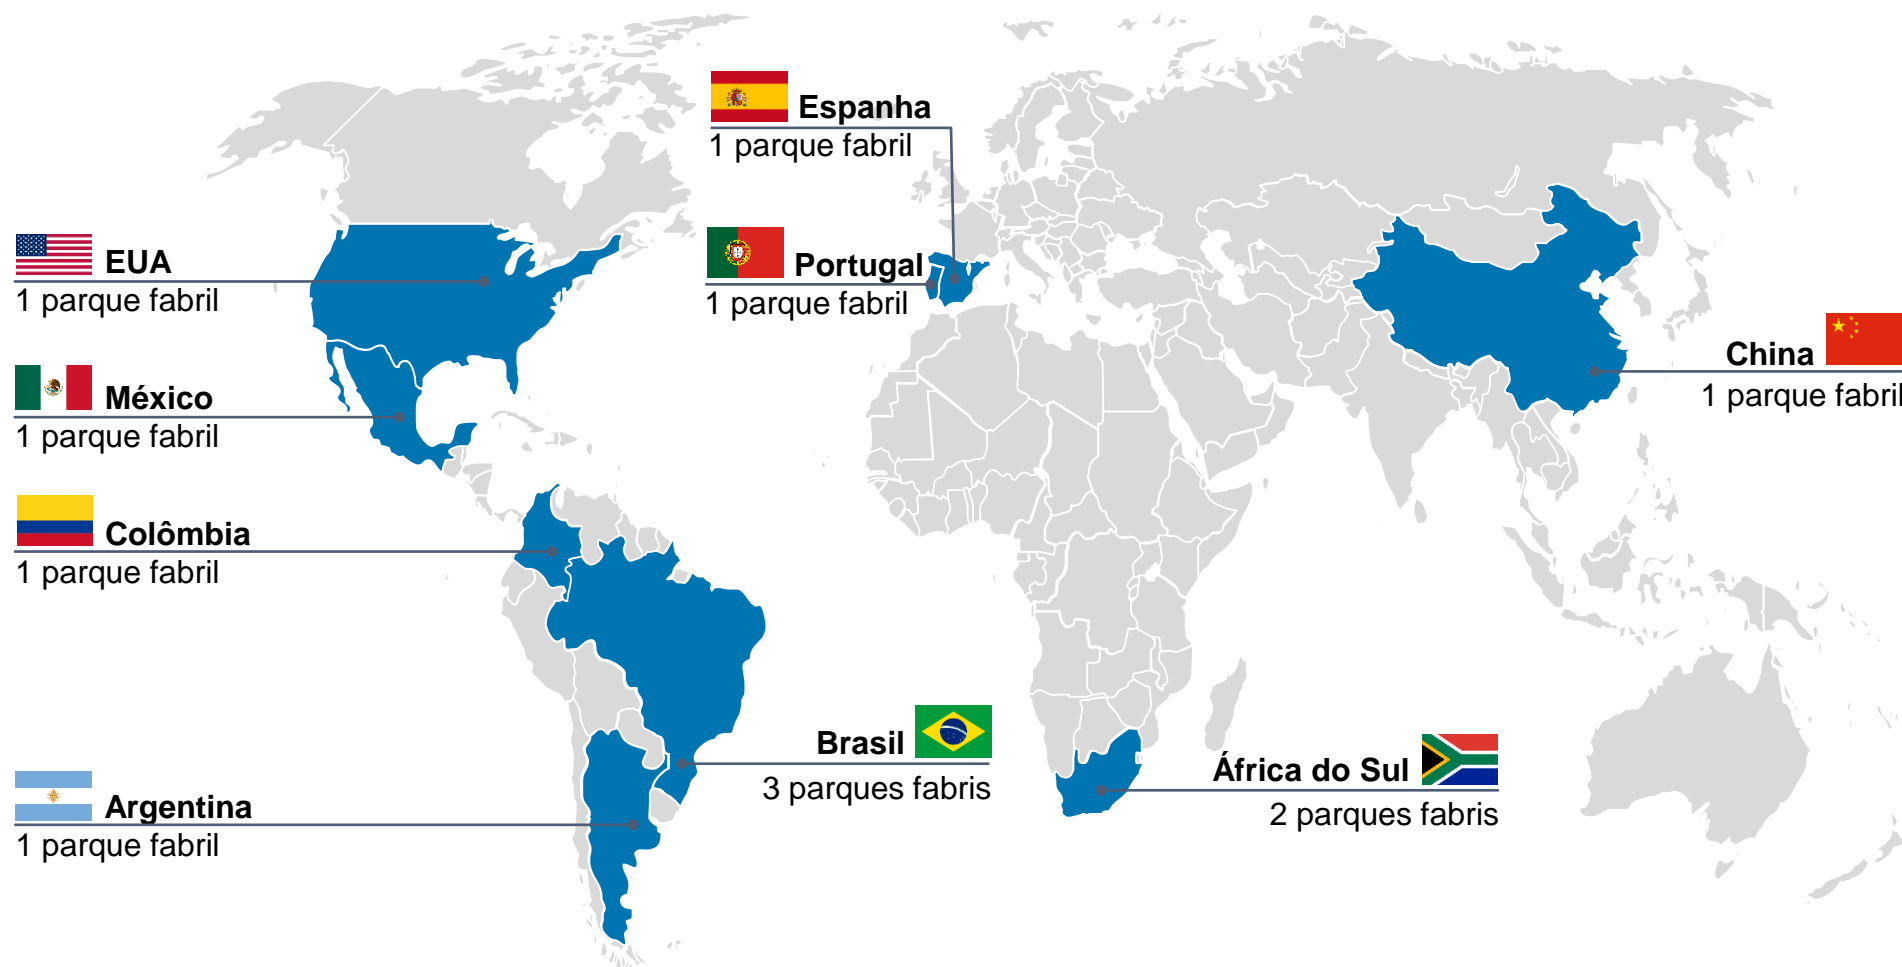 Espanha
1 parque fabril
EUA
1 parque fabril
Portugal
1 parque fabril
China
1 parque fabril
México
1 parque fabril
Colômbia
1 parque fabril
Brasil
3 parques fabris
África do Sul
2 parques fabris
Argentina
1 parque fabril